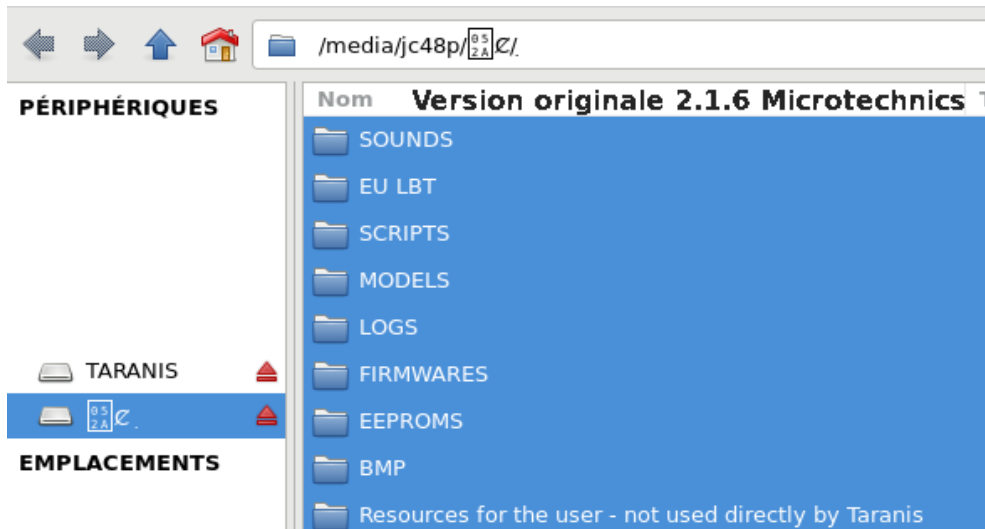 /media/jc48p/
PÉRIPHÉRIQUES
TARANIS
EMPLACEMENTS
Nom
Version originale 2.1.6 Microtechnics
SOUNDS
EU LBT
SCRIPTS
MODELS
LOGS
FIRMWARES
EEPROMS
BMP
Resources for the user - not used directly by Taranis